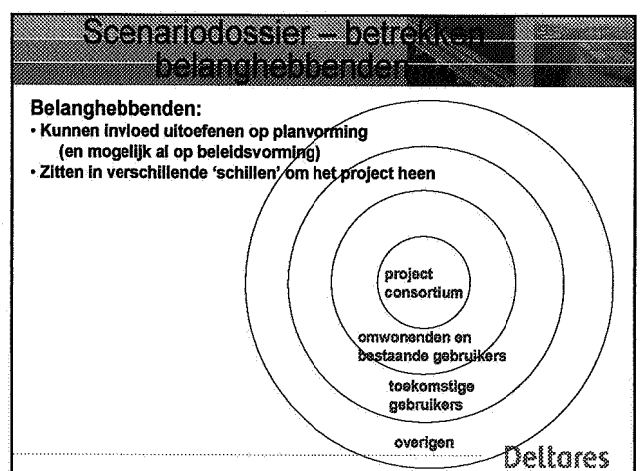 Scenariodossier – betrekken
belanghebbenden
Belanghebbenden:
• Kunnen invloed uitoefenen op planvorming
(en mogelijk al op beleidsvorming)
• Zitten in verschillende 'schillen' om het project heen
project
consortium
omwonenden en
bestaande gebruikers
toekomstige
gebruikers
overigen
Deltares